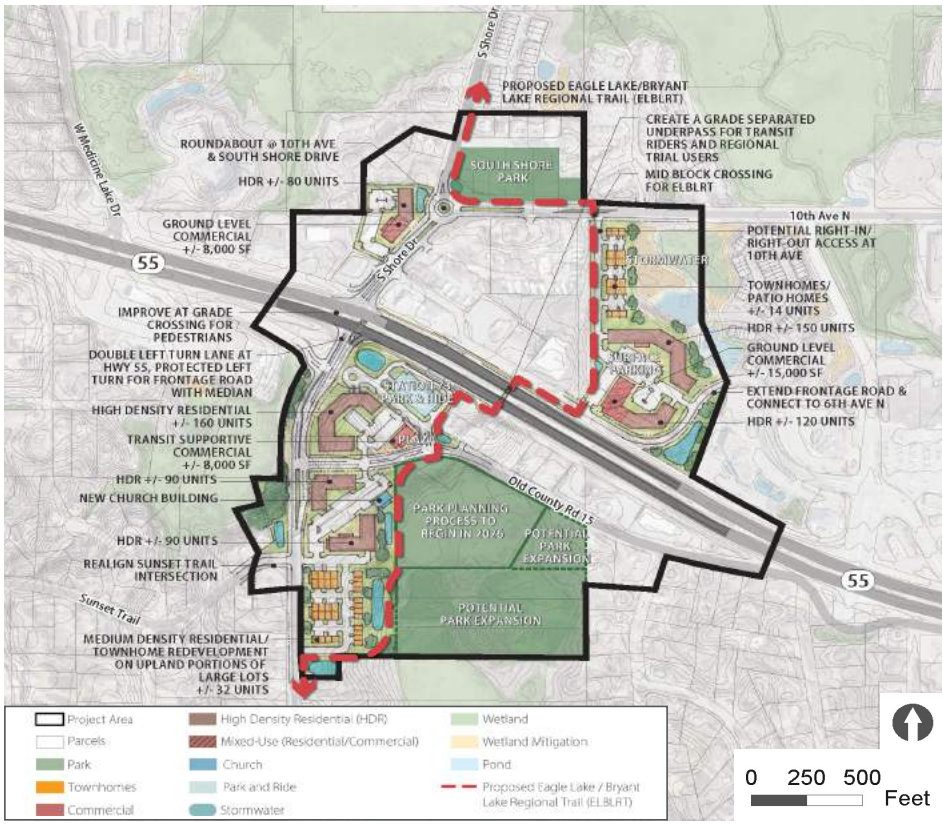 S Shore Dr
PROPOSED EAGLE LAKE/BRYANT
LAKE REGIONAL TRAIL (ELBLRT)
CREATE A GRADE SEPARATED
UNDERPASS FOR TRANSIT
RIDERS AND REGIONAL
TRIAL USERS
MID BLOCK CROSSING
FOR ELBLRT
W Medicine Lake Dr
ROUNDABOUT @ 10TH AVE
& SOUTH SHORE DRIVE
HDR +/- 80 UNITS
SOUTH SHORE
PARK
GROUND LEVEL
COMMERCIAL
+/- 8,000 SF
S Shore Dr
10th Ave N
POTENTIAL RIGHT-IN/
RIGHT-OUT ACCESS AT
10TH AVE
STORMWATER
55
TOWNHOMES/
PATIO HOMES
+/- 14 UNITS
HDR +/- 150 UNITS
GROUND LEVEL
COMMERCIAL
+/- 15,000 SF
SURFACE
PARKING
EXTEND FRONTAGE ROAD &
CONNECT TO 6TH AVE N
HDR +/- 120 UNITS
IMPROVE AT GRADE
CROSSING FOR
PEDESTRIANS
DOUBLE LEFT TURN LANE AT
HWY 55, PROTECTED LEFT
TURN FOR FRONTAGE ROAD
WITH MEDIAN
STATION 73
PARK & RIDE
HIGH DENSITY RESIDENTIAL
+/- 160 UNITS
PLAZA
TRANSIT SUPPORTIVE
COMMERCIAL
+/- 8,000 SF
HDR +/- 90 UNITS
NEW CHURCH BUILDING
Old County Rd 15
PARK PLANNING
PROCESS TO
BEGIN IN 2026
POTENTIAL
PARK
EXPANSION
HDR +/- 90 UNITS
REALIGN SUNSET TRAIL
INTERSECTION
55
Sunset Trail
POTENTIAL
PARK EXPANSION
MEDIUM DENSITY RESIDENTIAL/
TOWNHOME REDEVELOPMENT
ON UPLAND PORTIONS OF
LARGE LOTS
+/- 32 UNITS
Project Area
Parcels
Park
Townhomes
Commercial
High Density Residential (HDR)
Mixed-Use (Residential/Commercial)
Church
Park and Ride
Stormwater
Wetland
Wetland Mitigation
Pond
Proposed Eagle Lake / Bryant
Lake Regional Trail (ELBLRT)
0 250 500
Feet